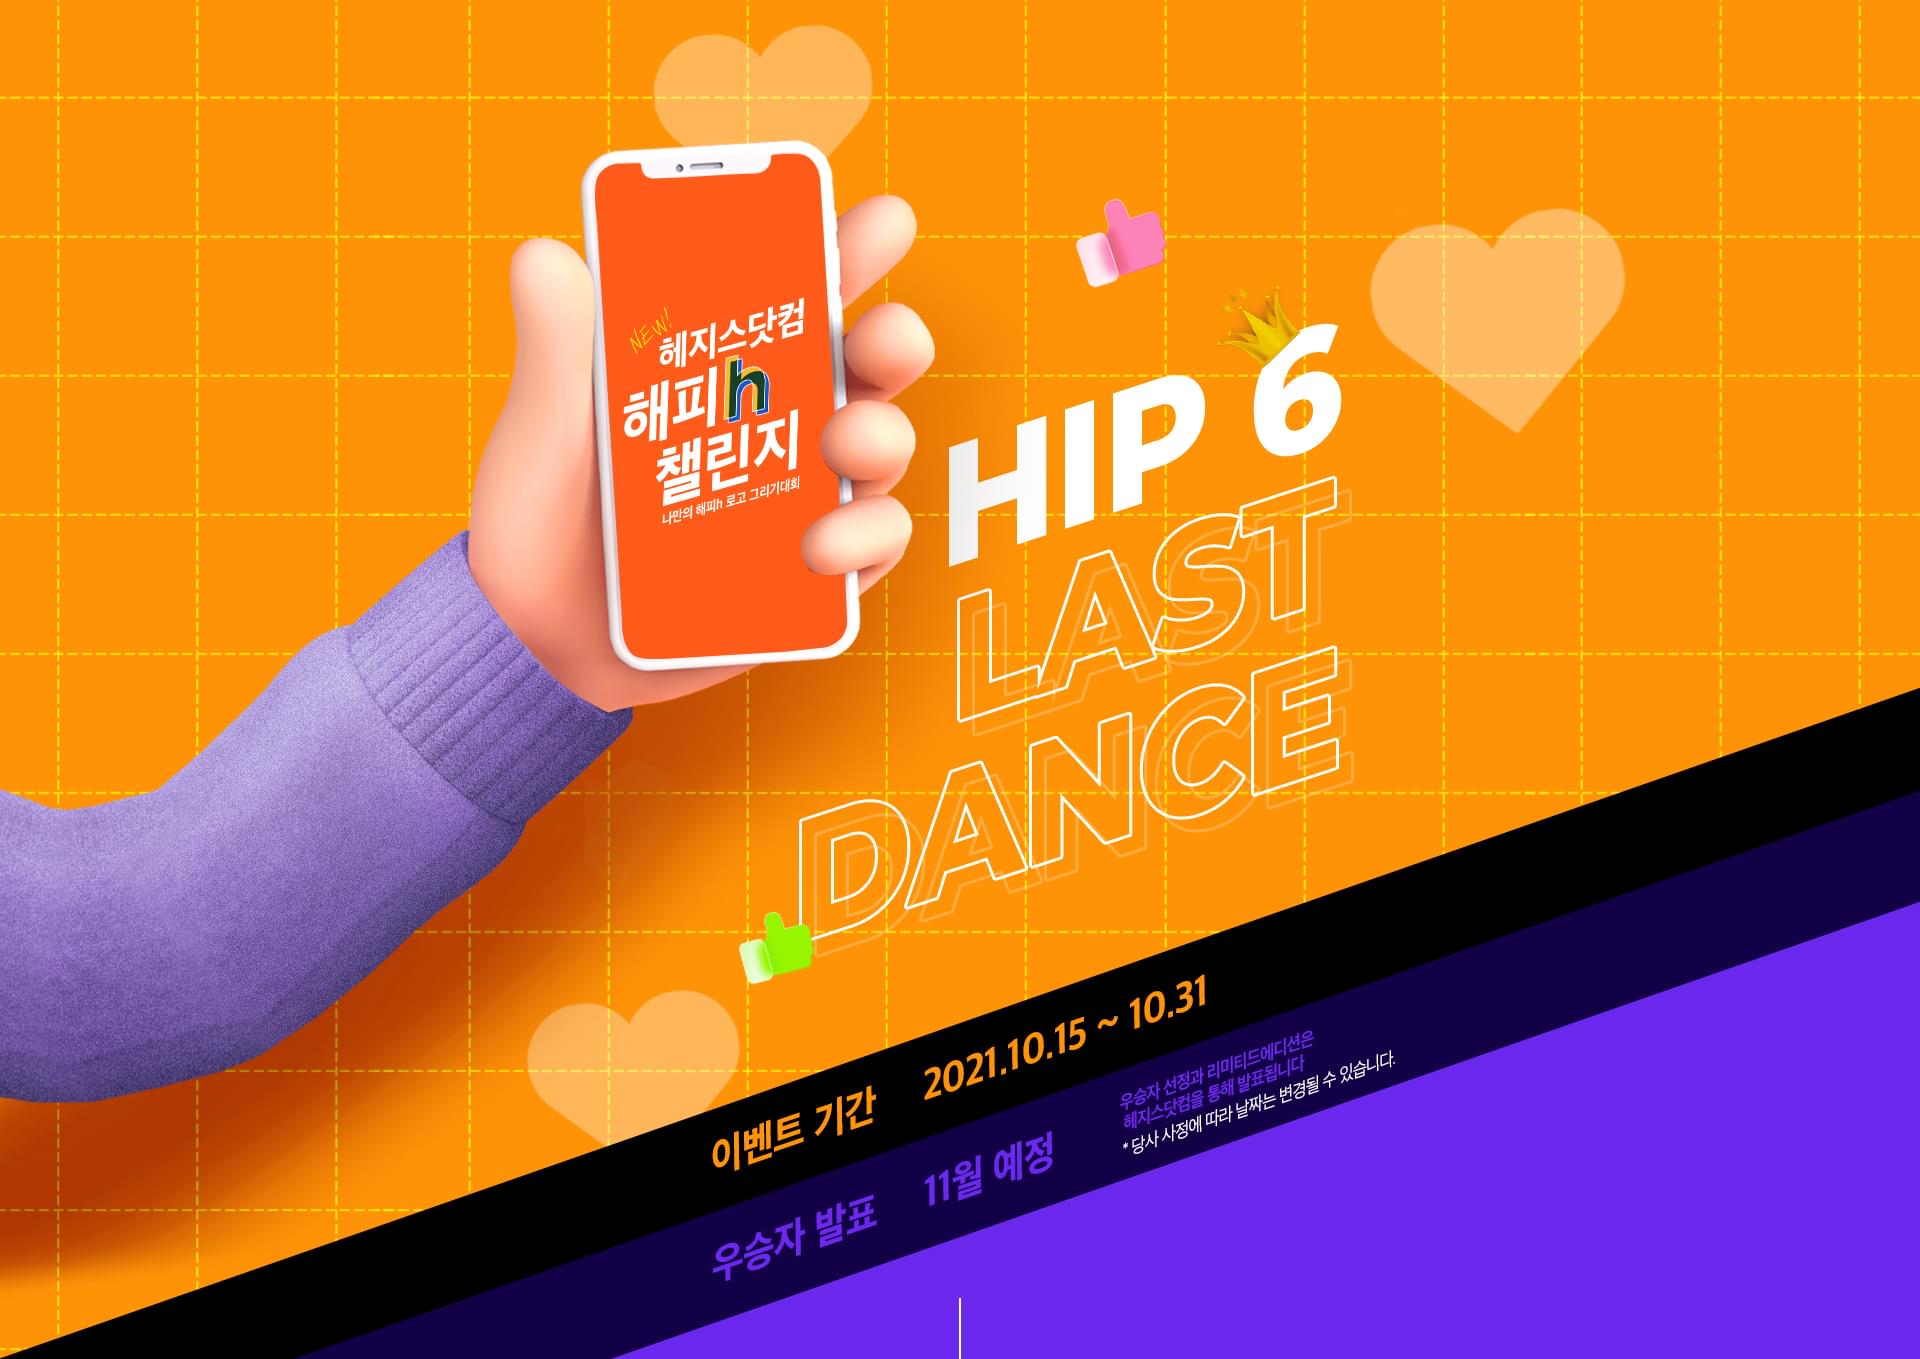 NEW!
헤지스닷컴
해피h
챌린지
나만의 해피h 로고 그리기대회
HIP 6
LAST
DANCE
이벤트 기간 2021.10.15 ~ 10.31
우승자 발표 11월 예정
우승자 선정과 리미티드에디션은
헤지스닷컴을 통해 발표됩니다
* 당사 사정에 따라 날짜는 변경될 수 있습니다.